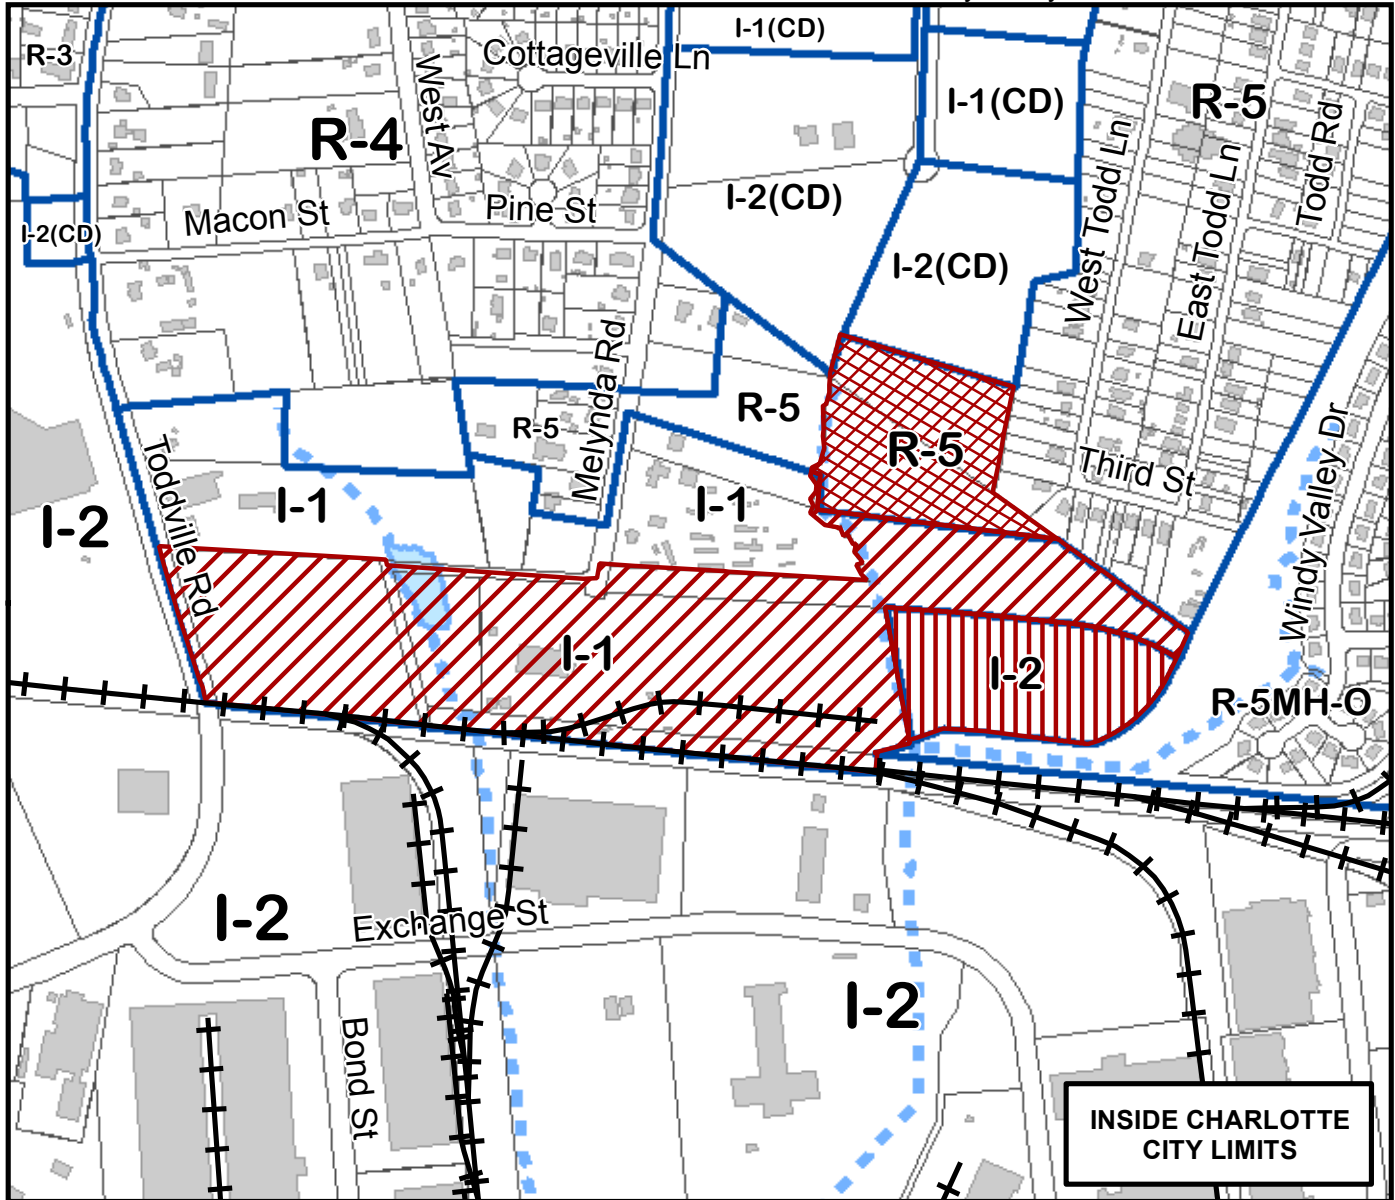 I-1(CD)
R-3
Cottageville Ln
West Av
R-4
I-1(CD)
R-5
Todd Rd
West Todd Ln
East Todd Ln
Macon St
Pine St
I-2(CD)
I-2(CD)
I-2(CD)
Melynda Rd
R-5
R-5
R-5
Third St
Windy Valley Dr
Toddville Rd
I-1
I-1
I-2
I-1
I-2
R-5MH-O
I-2
Exchange St
I-2
Bond St
INSIDE CHARLOTTE
CITY LIMITS